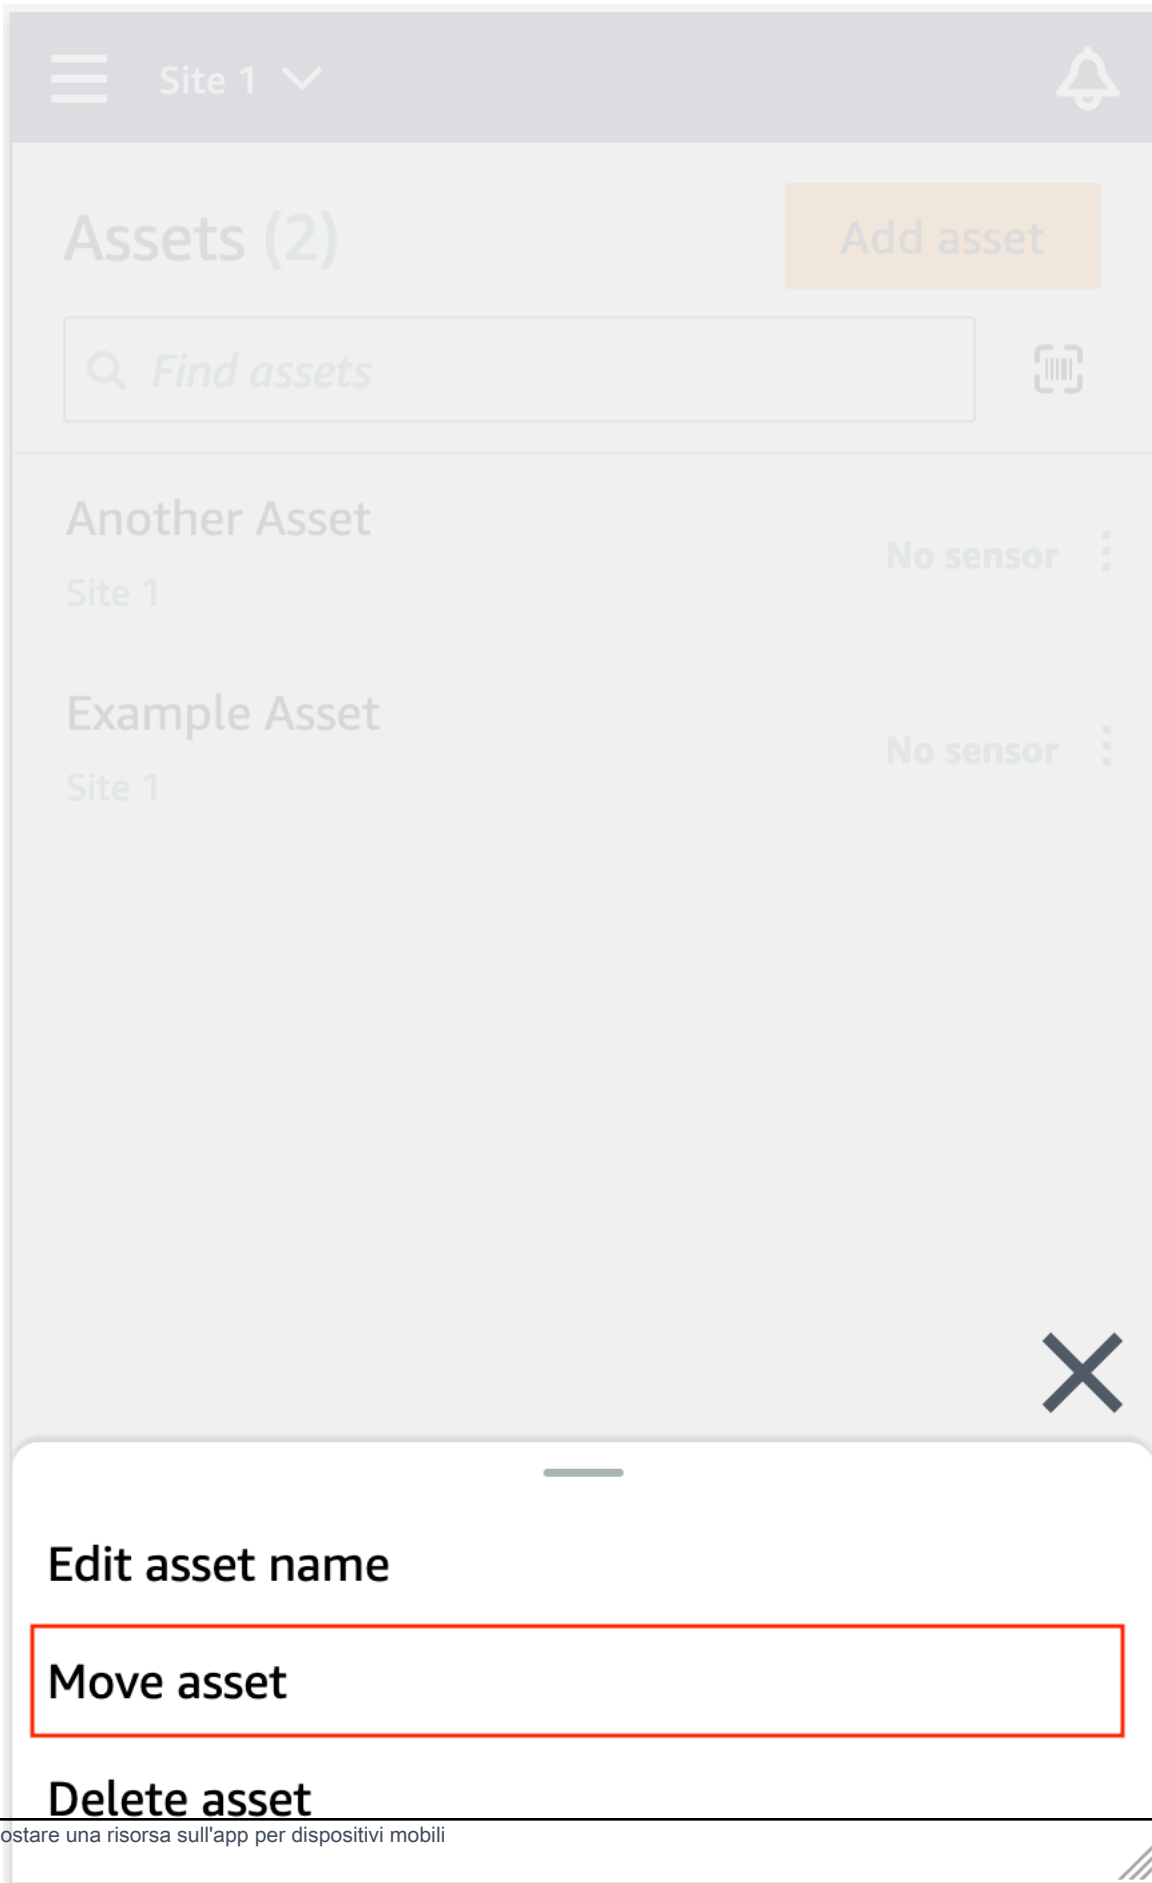 Site 1
Assets (2)
Add asset
Find assets
Another Asset
No sensor
Site 1
Example Asset
No sensor
Site 1
Edit asset name
Move asset
Delete asset
ostare una risorsa sull'app per dispositivi mobili